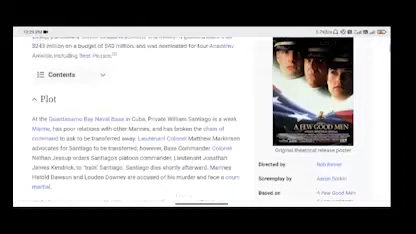 $243 million on a budget of
million, and was nominated for four Academy
Awards, including Best Picture.
Contents
Plot
At the Guantanamo Bay Naval Base in Cuba, Private William Santiago is a weak
Marine, has poor relations with other Marines, and has broken the chain of
command to ask to be transferred away. Lieutenant Colonel Matthew Markinson
advocates for Santiago to be transferred; however, Base Commander Colonel
Nathan Jessup orders Santiago's platoon commander, Lieutenant Jonathan
James Kendrick, to "train" Santiago. Santiago dies shortly afterward. Marines
Harold Dawson and Louden Downey are accused of his murder and face a court
martial.
A FEW GOOD MEN
Original theatrical release poster
Directed by Rob Reiner
Screenplay by Aaron Sorkin
Based on A Few Good Men